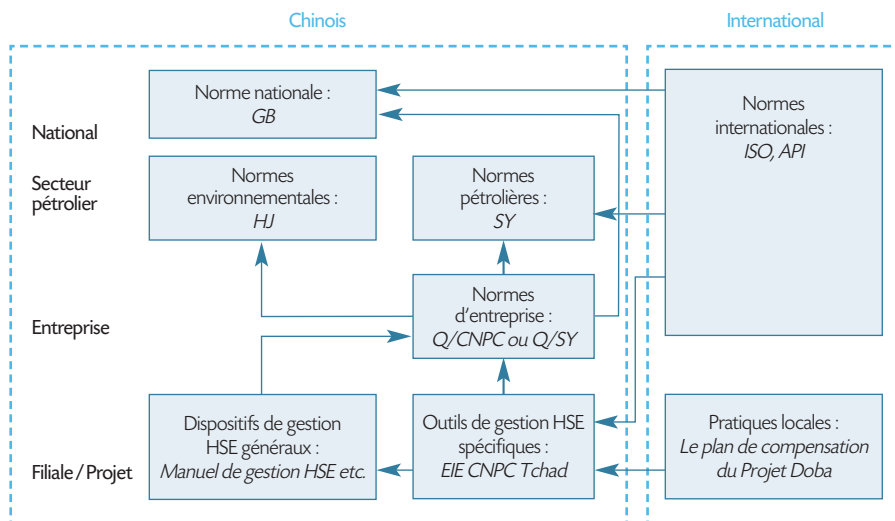 Chinois
International
National
Norme nationale :
GB
Normes
internationales :
ISO, API
Secteur
pétrolier
Normes
environnementales :
HJ
Normes
pétrolières :
SY
Entreprise
Normes
d'entreprise :
Q/CNPC ou Q/SY
Filiale / Projet
Dispositifs de gestion
HSE généraux :
Manuel de gestion HSE etc.
Outils de gestion HSE
spécifiques :
EIE CNPC Tchad
Pratiques locales :
Le plan de compensation
du Projet Doba